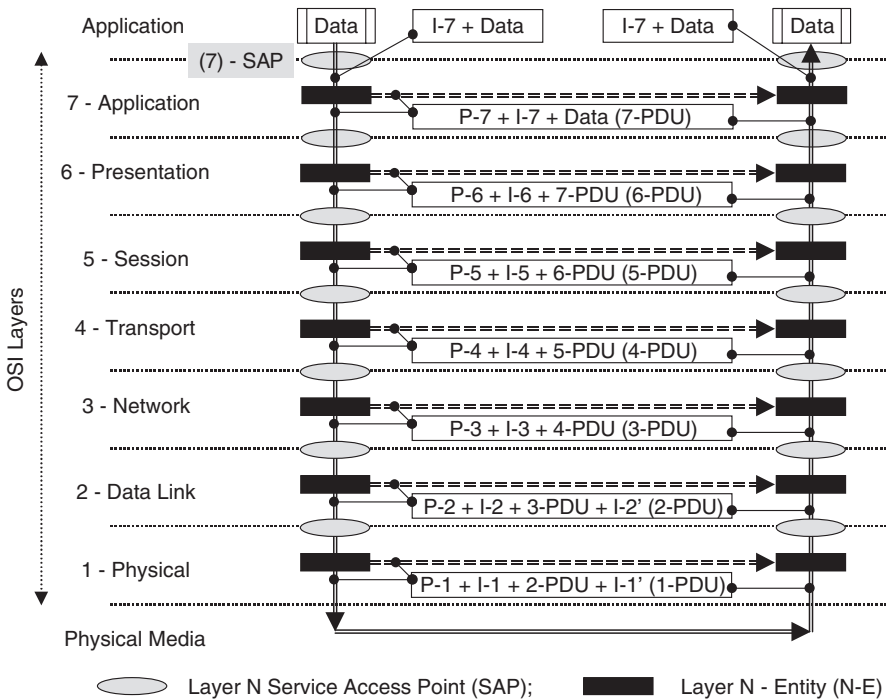 Application
Data
I-7 + Data
I-7 + Data
Data
(7) - SAP
7 - Application
P-7 + I-7 + Data (7-PDU)
6 - Presentation
P-6 + I-6 + 7-PDU (6-PDU)
5 - Session
P-5 + I-5 + 6-PDU (5-PDU)
OSI Layers
4 - Transport
P-4 + I-4 + 5-PDU (4-PDU)
3 - Network
P-3 + I-3 + 4-PDU (3-PDU)
2 - Data Link
P-2 + I-2 + 3-PDU + I-2’ (2-PDU)
1 - Physical
P-1 + I-1 + 2-PDU + I-1’ (1-PDU)
Physical Media
Layer N Service Access Point (SAP);
Layer N - Entity (N-E)